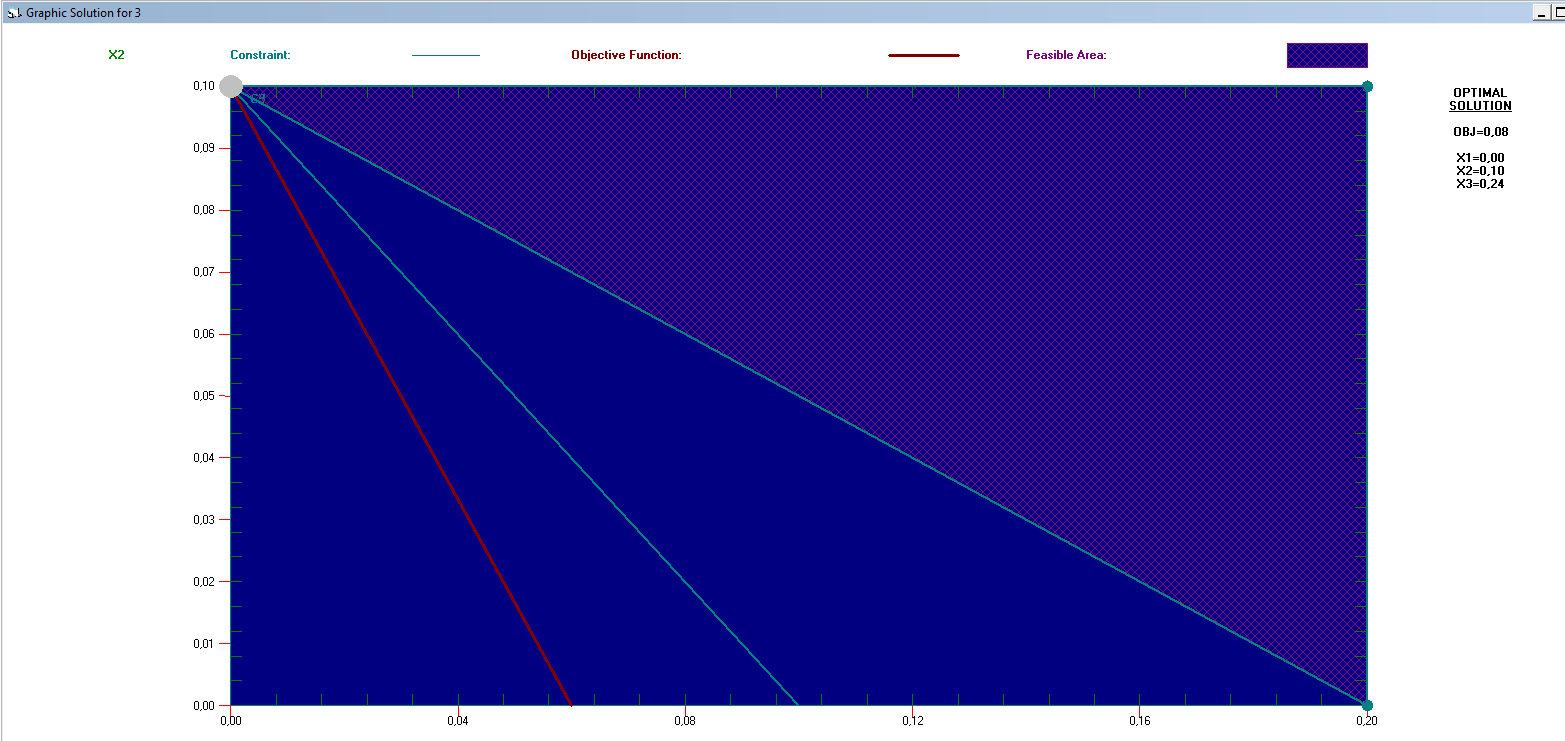 Graphic Solution for 3
X2 Constraint: Objective Function: Feasible Area:
0,10
C3
0,09
0,08
0,07
0,06
0,05
0,04
0,03
0,02
0,01
0,00
0,00 0,04 0,08 0,12 0,16 0,20
OPTIMAL
SOLUTION
OBJ=0,08
X1=0,00
X2=0,10
X3=0,24